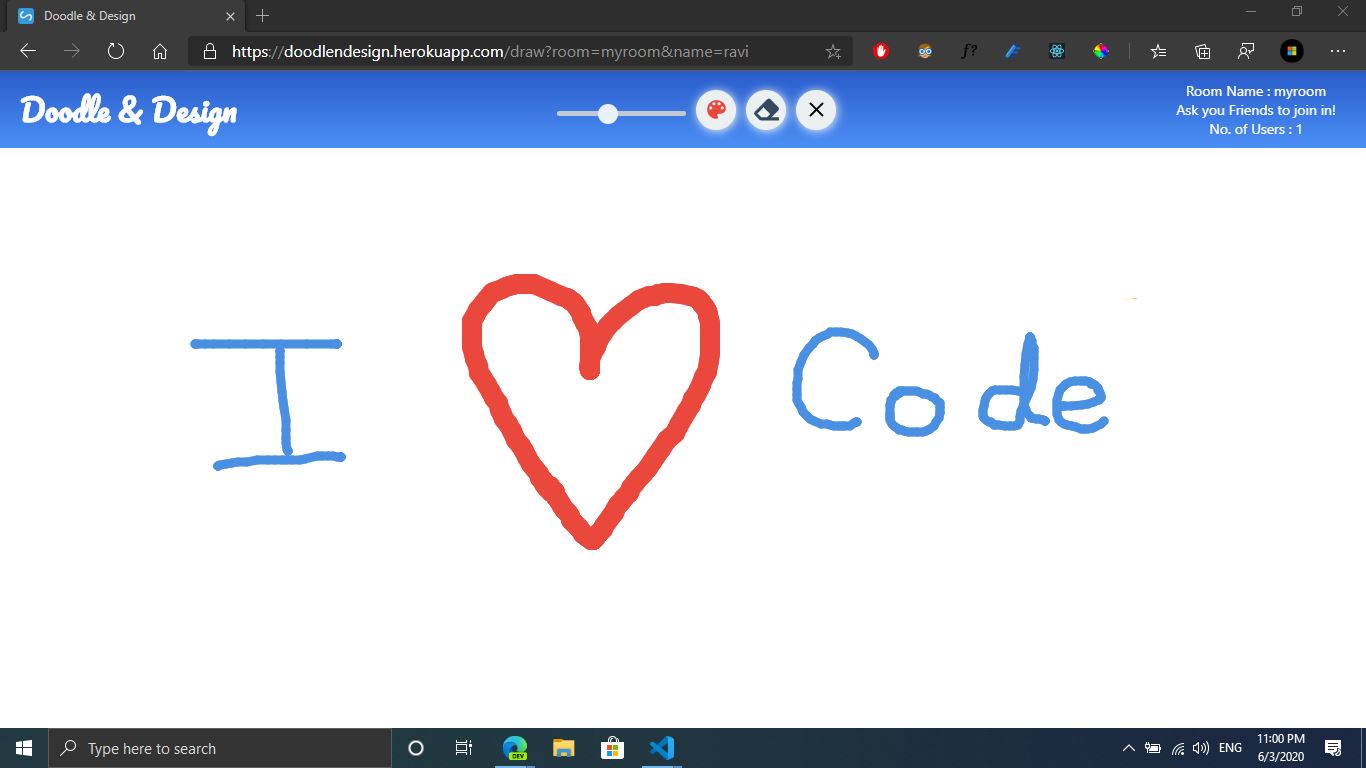 Doodle & Design
https://doodlendesign.herokuapp.com/draw?room=myroom&name=ravi
f?
Doodle & Design
Room Name : myroom
Ask you Friends to join in!
No. of Users : 1
I Code
Type here to search
DEV
ENG
11:00 PM
6/3/2020